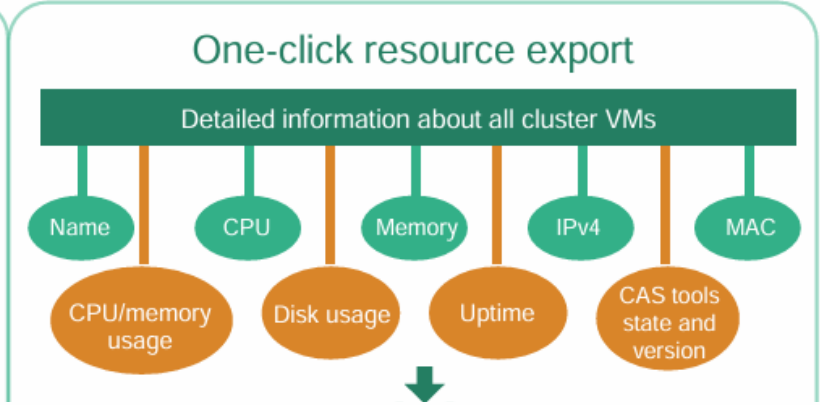 One-click resource export
Detailed information about all cluster VMs
Name
CPU
Memory
IPv4
MAC
CPU/memory
usage
Disk usage
Uptime
CAS tools
state and
version